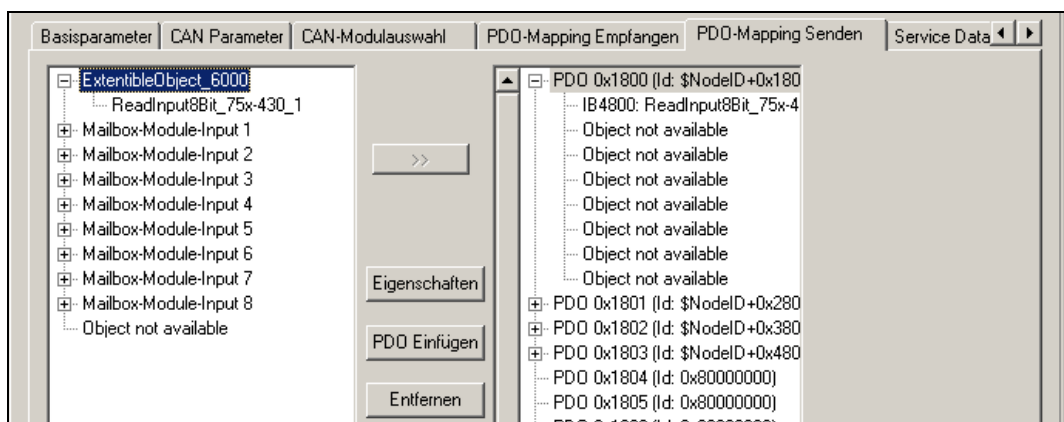 Basisparameter CAN Parameter CAN-Modulauswahl PDO-Mapping Empfangen PDO-Mapping Senden Service Data
ExtentibleObject_6000
ReadInput8Bit_75x-430_1
Mailbox-Module-Input 1
Mailbox-Module-Input 2
Mailbox-Module-Input 3
Mailbox-Module-Input 4
Mailbox-Module-Input 5
Mailbox-Module-Input 6
Mailbox-Module-Input 7
Mailbox-Module-Input 8
Object not available
>>
Eigenschaften
PDO Einfügen
Entfernen
PDO 0x1800 (Id: $NodeID+0x180
IB4800: ReadInput8Bit_75x-4
Object not available
Object not available
Object not available
Object not available
Object not available
Object not available
Object not available
PDO 0x1801 (Id: $NodeID+0x280
PDO 0x1802 (Id: $NodeID+0x380
PDO 0x1803 (Id: $NodeID+0x480
PDO 0x1804 (Id: 0x80000000)
PDO 0x1805 (Id: 0x80000000)